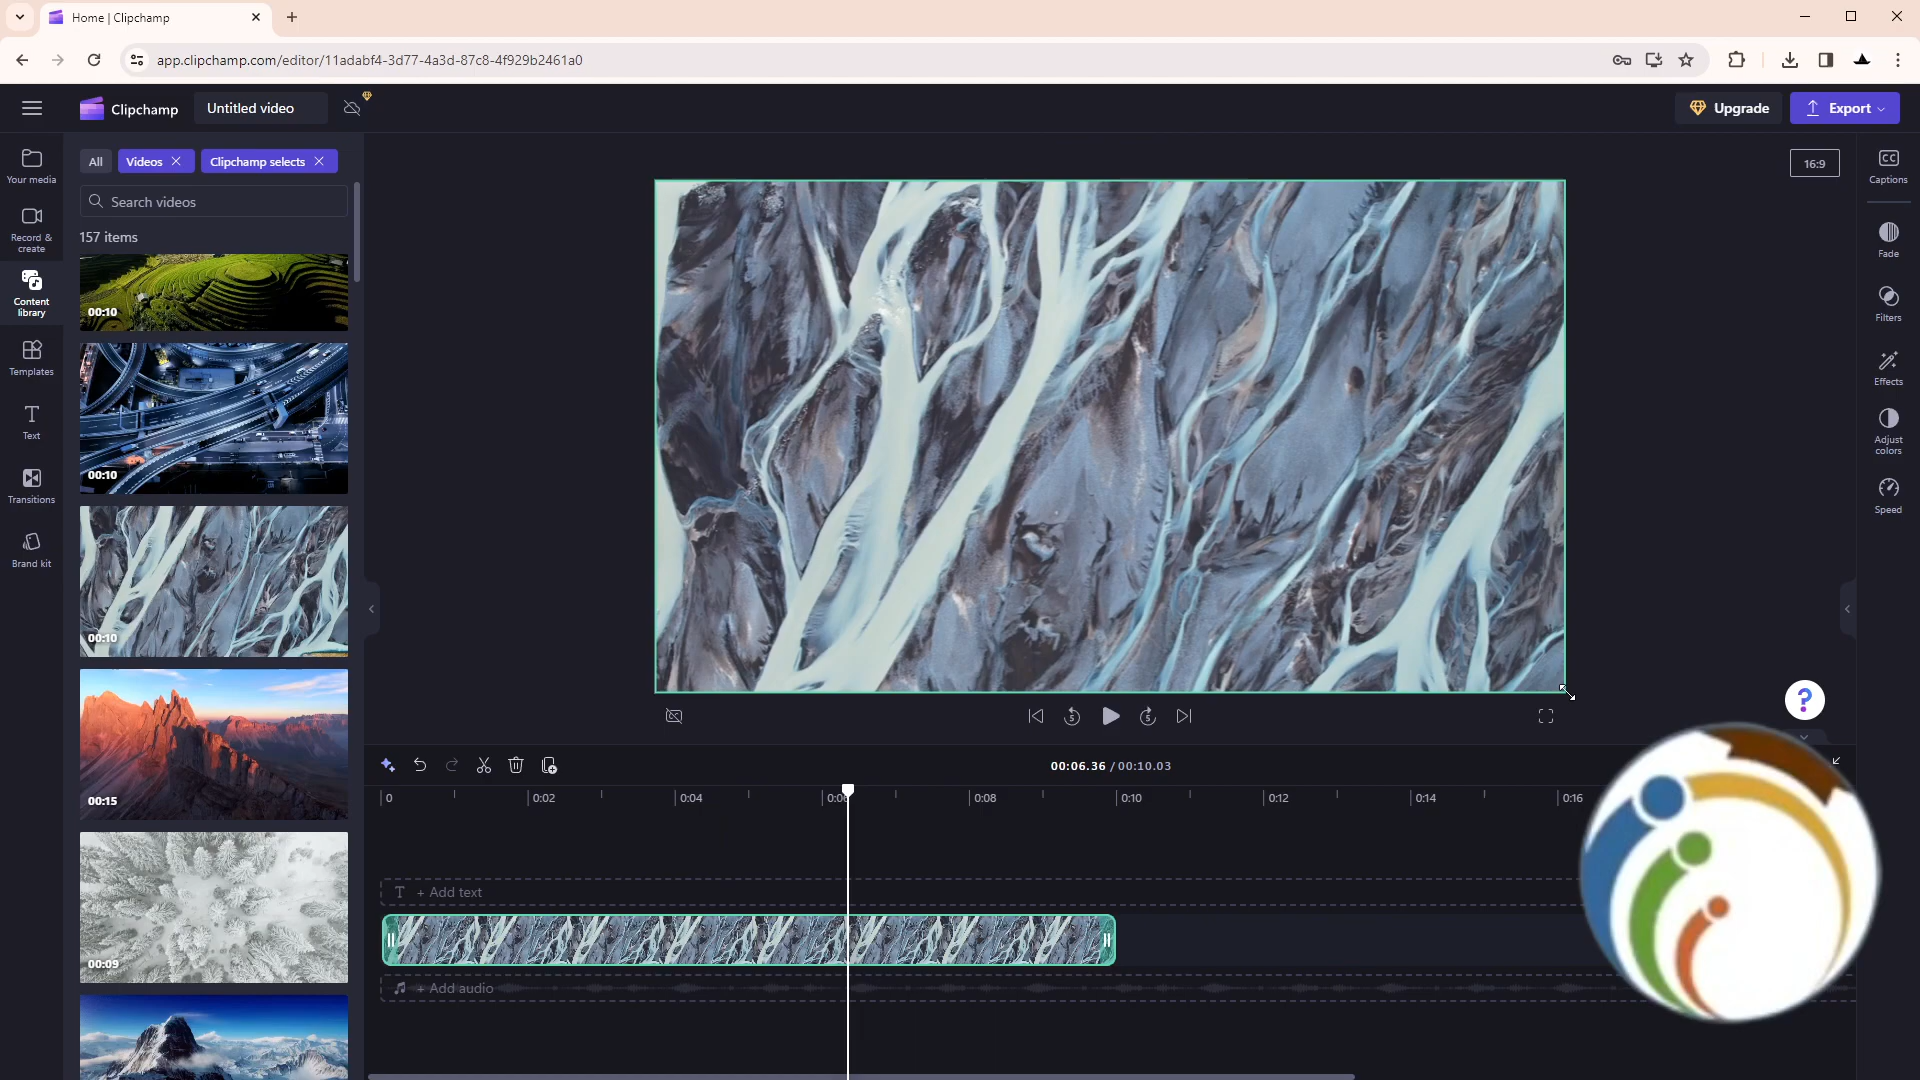 Home | Clipchamp
app.clipchamp.com/editor/11adabf4-3d77-4a3d-87c8-4f929b2461a0
Clipchamp
Untitled video
Upgrade
Export
Your media
Record &
create
Content
library
Templates
Text
Transitions
Brand kit
All
Videos
Clipchamp selects
Search videos
157 items
00:10
00:10
00:10
00:15
00:09
16:9
CC
Captions
Fade
Filters
Effects
Adjust
colors
Speed
5
5
?
00:06.36 / 00:10.03
0
0:02
0:04
0:06
0:08
0:10
0:12
0:14
0:16
T + Add text
+ Add audio